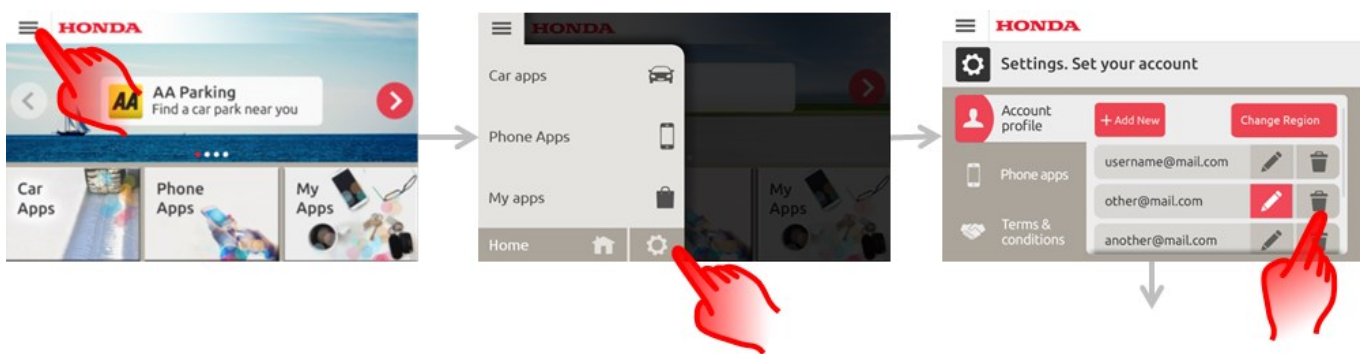 HONDA
AA
AA Parking
Find a car park near you
Car
Apps
Phone
Apps
My
Apps
HONDA
Car apps
Phone Apps
My apps
My
Apps
Home
HONDA
Settings. Set your account
Account
profile
+ Add New
Change Region
username@mail.com
Phone apps
other@mail.com
Terms &
conditions
another@mail.com